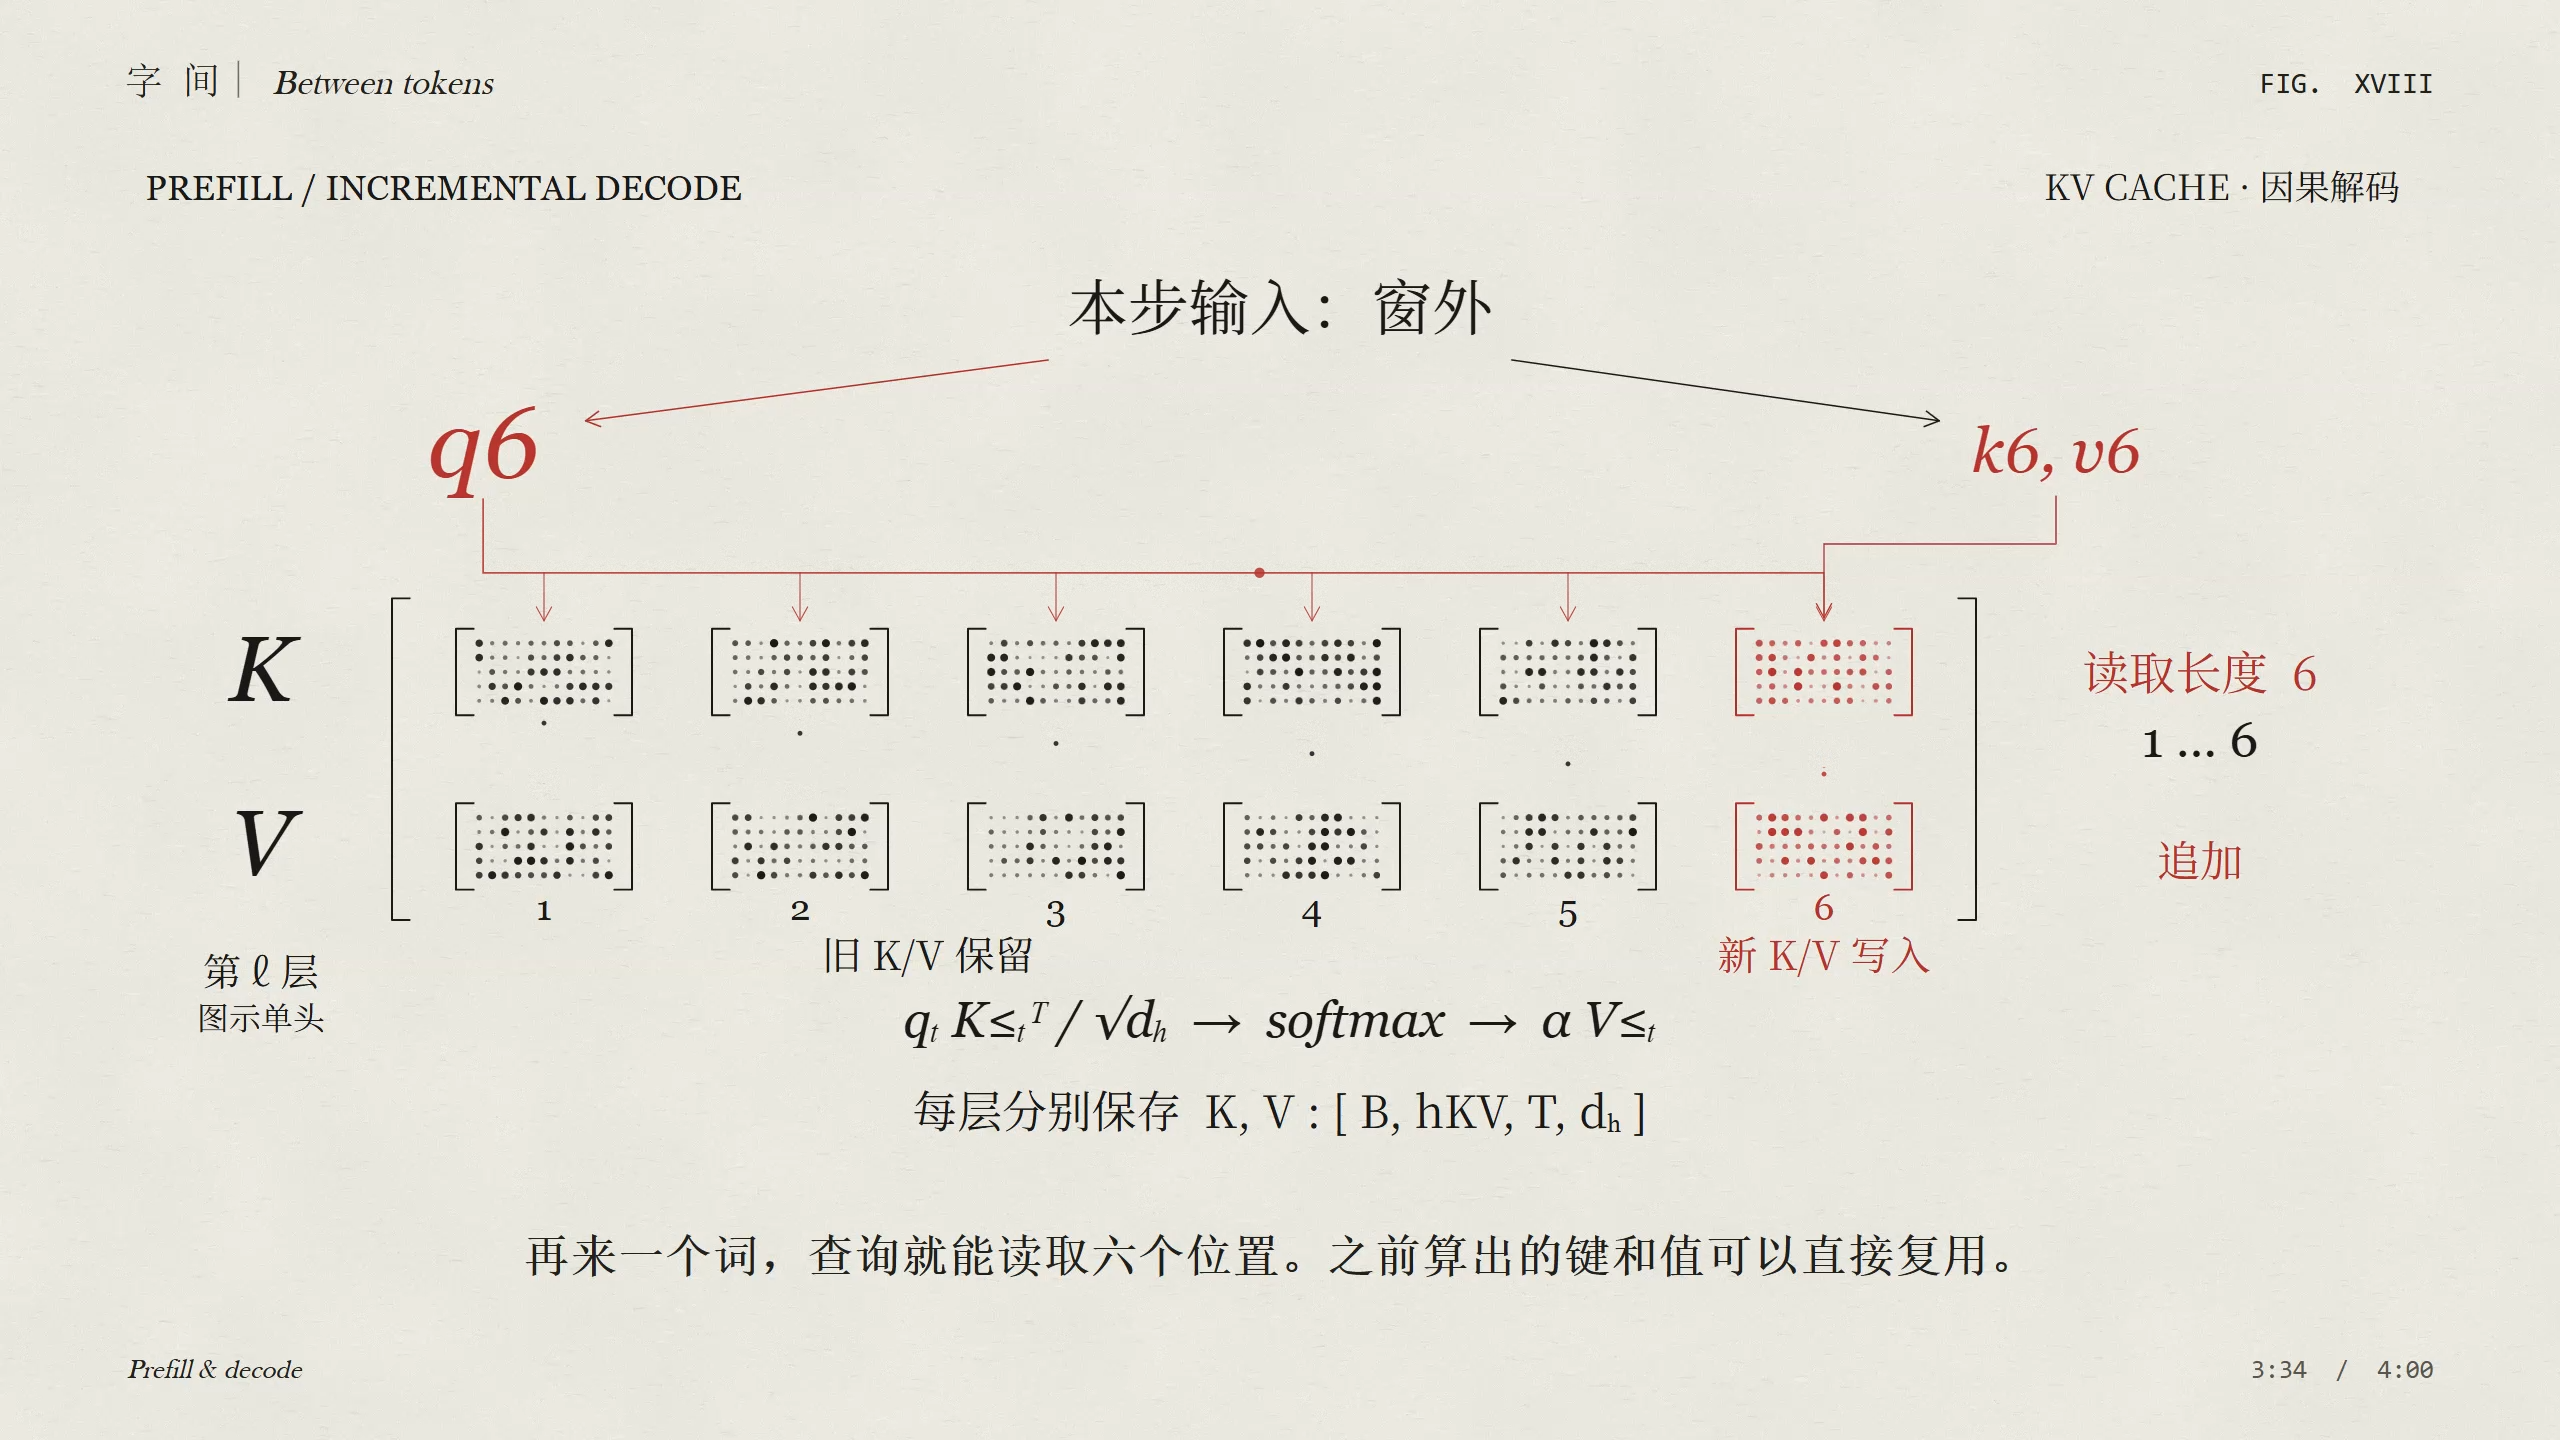 字 间 | Between tokens
FIG. XVIII
PREFILL / INCREMENTAL DECODE
KV CACHE · 因果解码
本步输入：窗外
q6
k6, v6
K
读取长度 6
1 ... 6
V
追加
1 2 3 4 5 6
旧 K/V 保留
新 K/V 写入
第 ℓ 层
图示单头
qₜ K≤ₜᵀ / √dₕ → softmax → α V≤ₜ
每层分别保存 K, V : [ B, hKV, T, dₕ ]
再来一个词，查询就能读取六个位置。之前算出的键和值可以直接复用。
Prefill & decode
3:34 / 4:00